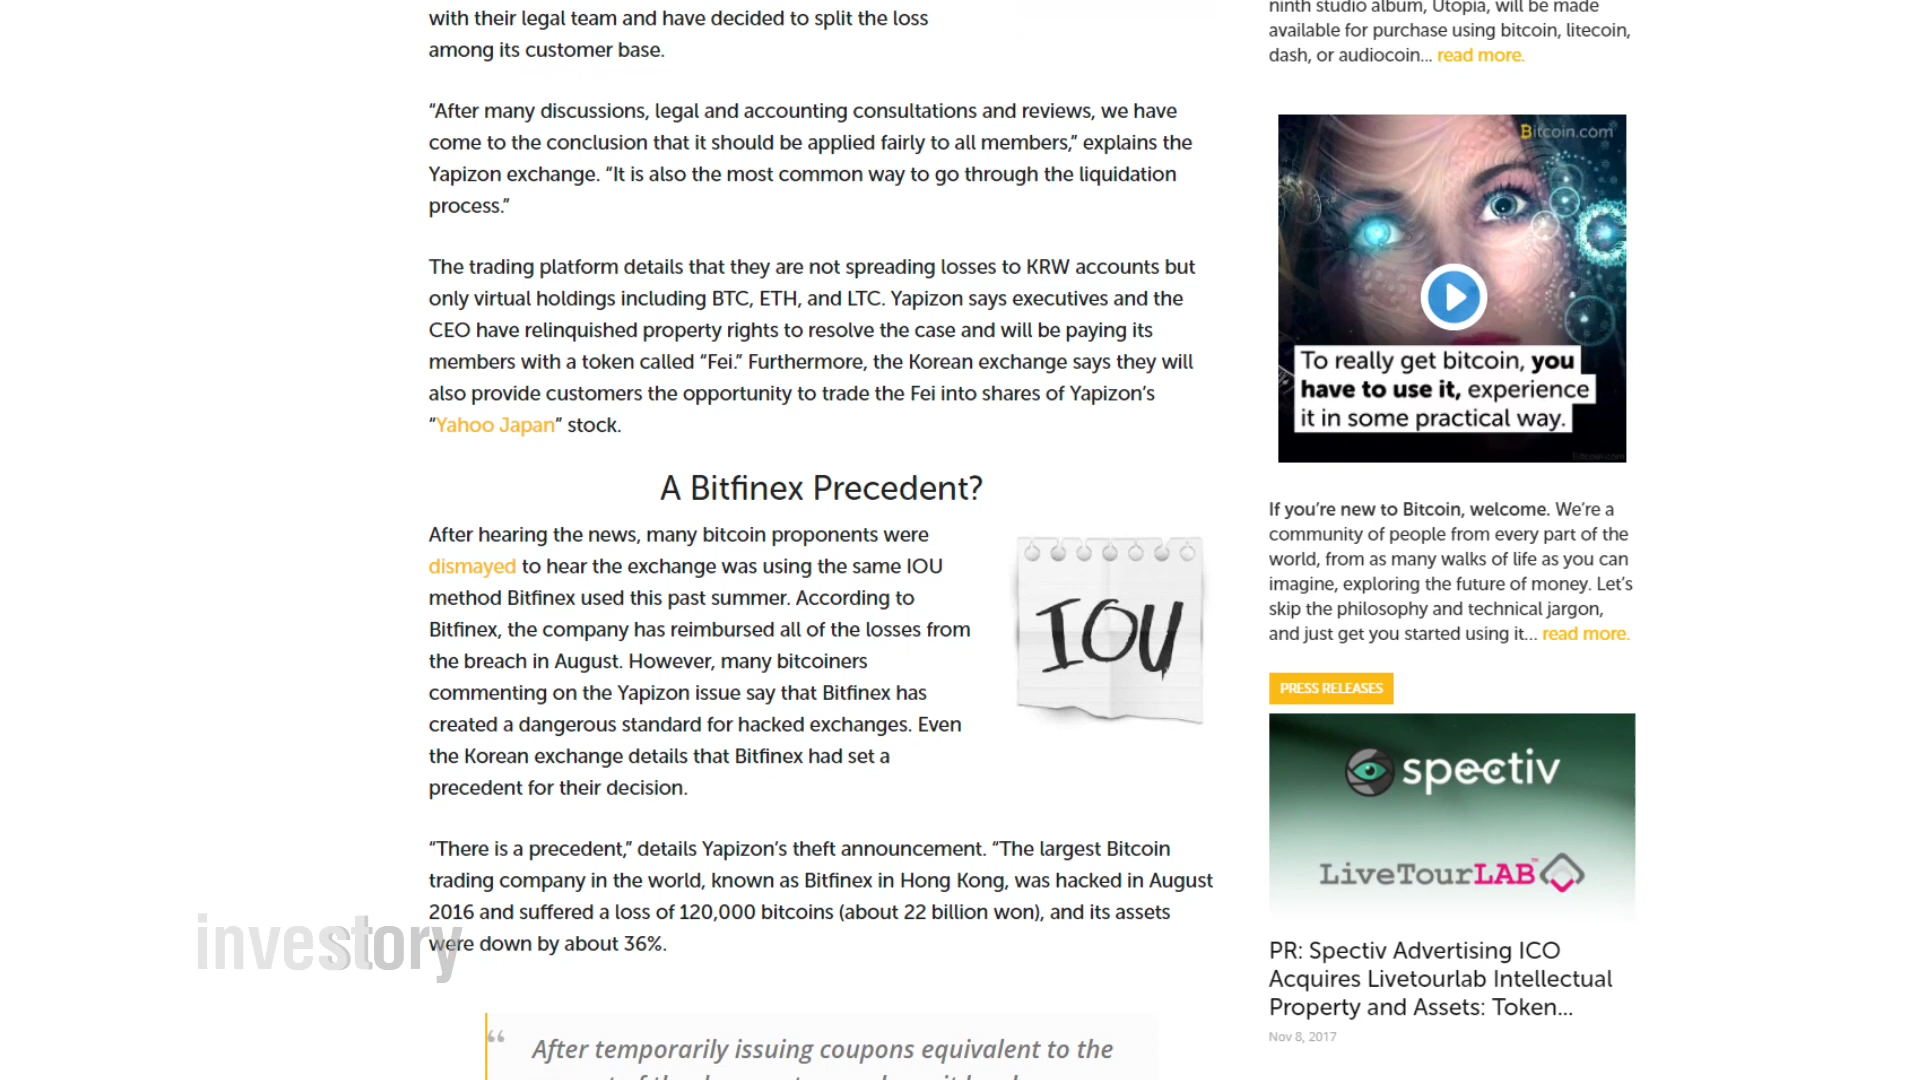 with their legal team and have decided to split the loss
among its customer base.
“After many discussions, legal and accounting consultations and reviews, we have
come to the conclusion that it should be applied fairly to all members,” explains the
Yapizon exchange. “It is also the most common way to go through the liquidation
process.”
The trading platform details that they are not spreading losses to KRW accounts but
only virtual holdings including BTC, ETH, and LTC. Yapizon says executives and the
CEO have relinquished property rights to resolve the case and will be paying its
members with a token called “Fei.” Furthermore, the Korean exchange says they will
also provide customers the opportunity to trade the Fei into shares of Yapizon’s
“Yahoo Japan” stock.
A Bitfinex Precedent?
After hearing the news, many bitcoin proponents were
dismayed to hear the exchange was using the same IOU
method Bitfinex used this past summer. According to
Bitfinex, the company has reimbursed all of the losses from
the breach in August. However, many bitcoiners
commenting on the Yapizon issue say that Bitfinex has
created a dangerous standard for hacked exchanges. Even
the Korean exchange details that Bitfinex had set a
precedent for their decision.
IOU
“There is a precedent,” details Yapizon’s theft announcement. “The largest Bitcoin
trading company in the world, known as Bitfinex in Hong Kong, was hacked in August
2016 and suffered a loss of 120,000 bitcoins (about 22 billion won), and its assets
were down by about 36%.
investory
“
After temporarily issuing coupons equivalent to the
ninth studio album, Utopia, will be made
available for purchase using bitcoin, litecoin,
dash, or audiocoin... read more.
Bitcoin.com
To really get bitcoin, you
have to use it, experience
it in some practical way.
Bitcoin.com
If you’re new to Bitcoin, welcome. We’re a
community of people from every part of the
world, from as many walks of life as you can
imagine, exploring the future of money. Let’s
skip the philosophy and technical jargon,
and just get you started using it... read more.
PRESS RELEASES
spectiv
LiveTourLAB™
PR: Spectiv Advertising ICO
Acquires Livetourlab Intellectual
Property and Assets: Token...
Nov 8, 2017